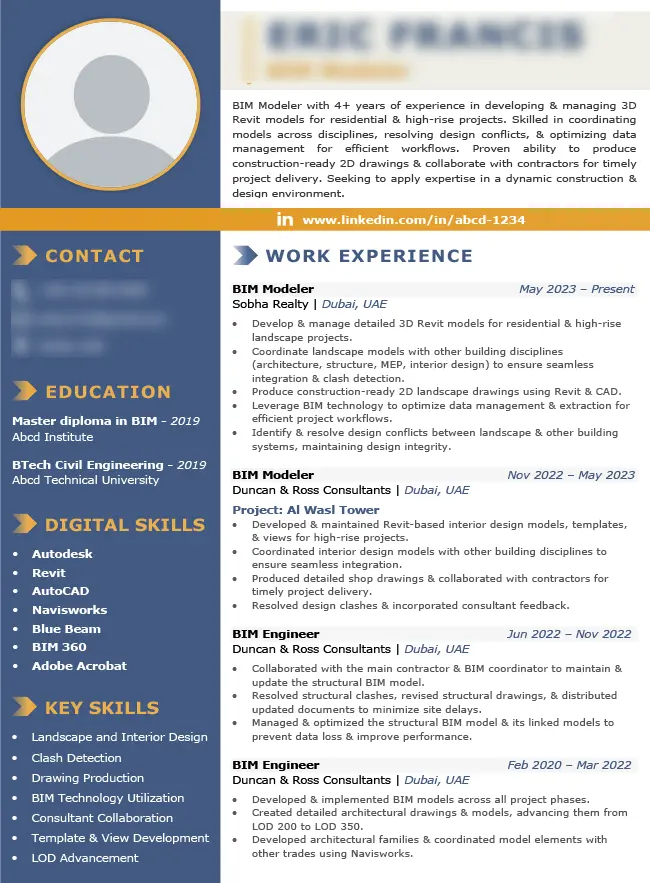 ERIC FRANCIS
BIM Modeler
BIM Modeler with 4+ years of experience in developing & managing 3D
Revit models for residential & high-rise projects. Skilled in coordinating
models across disciplines, resolving design conflicts, & optimizing data
management for efficient workflows. Proven ability to produce
construction-ready 2D drawings & collaborate with contractors for timely
project delivery. Seeking to apply expertise in a dynamic construction &
design environment.
in www.linkedin.com/in/abcd-1234
CONTACT
EDUCATION
Master diploma in BIM - 2019
Abcd Institute
BTech Civil Engineering - 2019
Abcd Technical University
DIGITAL SKILLS
• Autodesk
• Revit
• AutoCAD
• Navisworks
• Blue Beam
• BIM 360
• Adobe Acrobat
KEY SKILLS
• Landscape and Interior Design
• Clash Detection
• Drawing Production
• BIM Technology Utilization
• Consultant Collaboration
• Template & View Development
• LOD Advancement
WORK EXPERIENCE
BIM Modeler May 2023 – Present
Sobha Realty | Dubai, UAE
• Develop & manage detailed 3D Revit models for residential & high-rise
landscape projects.
• Coordinate landscape models with other building disciplines
(architecture, structure, MEP, interior design) to ensure seamless
integration & clash detection.
• Produce construction-ready 2D landscape drawings using Revit & CAD.
• Leverage BIM technology to optimize data management & extraction for
efficient project workflows.
• Identify & resolve design conflicts between landscape & other building
systems, maintaining design integrity.
BIM Modeler Nov 2022 – May 2023
Duncan & Ross Consultants | Dubai, UAE
Project: Al Wasl Tower
• Developed & maintained Revit-based interior design models, templates,
& views for high-rise projects.
• Coordinated interior design models with other building disciplines to
ensure seamless integration.
• Produced detailed shop drawings & collaborated with contractors for
timely project delivery.
• Resolved design clashes & incorporated consultant feedback.
BIM Engineer Jun 2022 – Nov 2022
Duncan & Ross Consultants | Dubai, UAE
• Collaborated with the main contractor & BIM coordinator to maintain &
update the structural BIM model.
• Resolved structural clashes, revised structural drawings, & distributed
updated documents to minimize site delays.
• Managed & optimized the structural BIM model & its linked models to
prevent data loss & improve performance.
BIM Engineer Feb 2020 – Mar 2022
Duncan & Ross Consultants | Dubai, UAE
• Developed & implemented BIM models across all project phases.
• Created detailed architectural drawings & models, advancing them from
LOD 200 to LOD 350.
• Developed architectural families & coordinated model elements with
other trades using Navisworks.